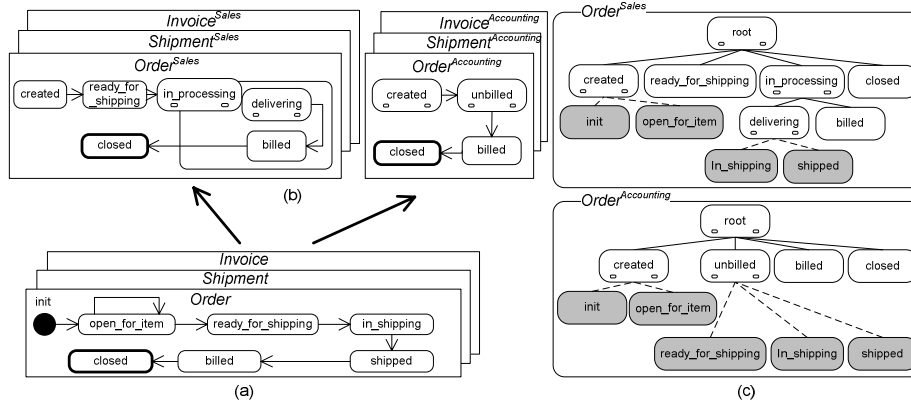 Invoice^Sales
Shipment^Sales
Order^Sales
created
ready_for
_shipping
in_processing
delivering
closed
billed
(b)
Invoice^Accounting
Shipment^Accounting
Order^Accounting
created
unbilled
closed
billed
Invoice
Shipment
Order
init
open_for_item
ready_for_shipping
in_shipping
closed
billed
shipped
(a)
Order^Sales
root
created
ready_for_shipping
in_processing
closed
init
open_for_item
delivering
billed
In_shipping
shipped
Order^Accounting
root
created
unbilled
billed
closed
init
open_for_item
ready_for_shipping
In_shipping
shipped
(c)